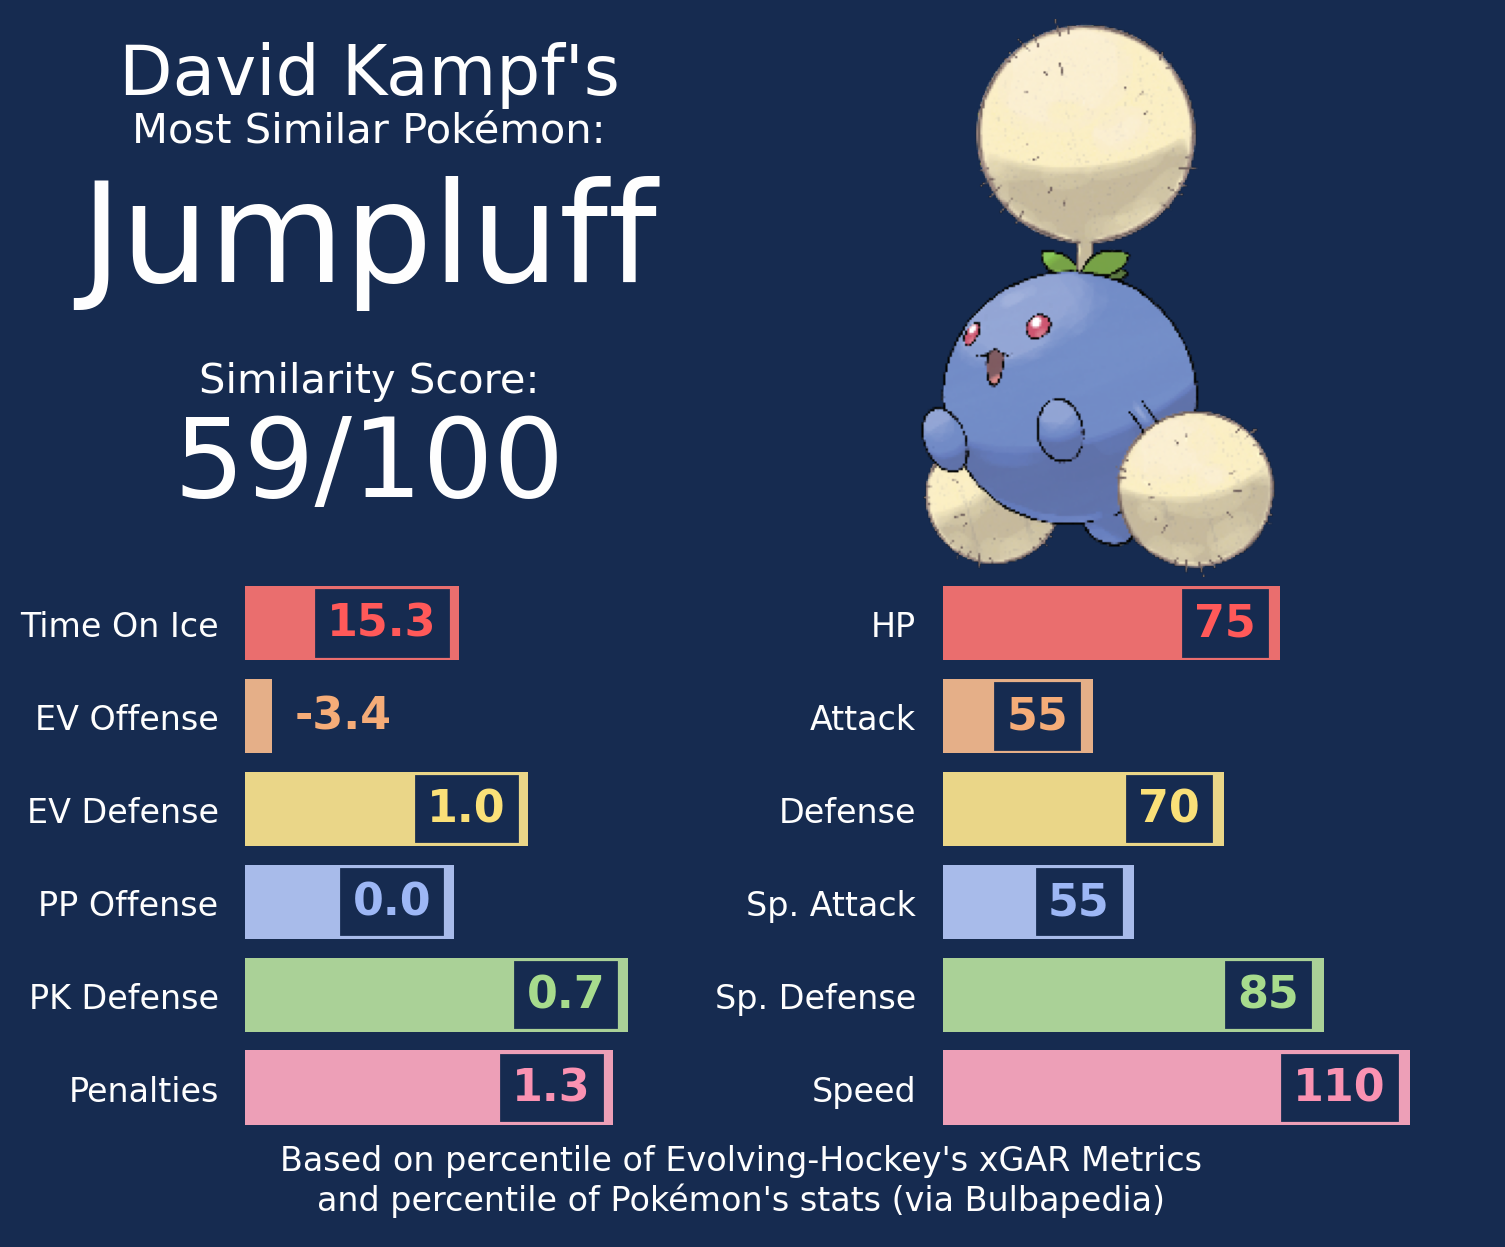 David Kampf's
Most Similar Pokémon:
Jumpluff
Similarity Score:
59/100
Time On Ice 15.3
EV Offense -3.4
EV Defense 1.0
PP Offense 0.0
PK Defense 0.7
Penalties 1.3
HP 75
Attack 55
Defense 70
Sp. Attack 55
Sp. Defense 85
Speed 110
Based on percentile of Evolving-Hockey's xGAR Metrics
and percentile of Pokémon's stats (via Bulbapedia)